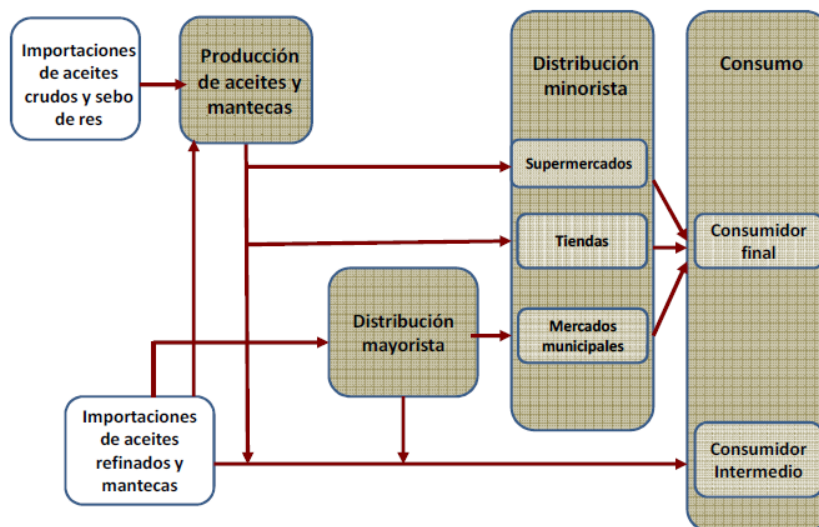 Importaciones
de aceites
crudos y sebo
de res
Producción
de aceites y
mantecas
Distribución
minorista
Consumo
Supermercados
Tiendas
Consumidor
final
Distribución
mayorista
Mercados
municipales
Importaciones
de aceites
refinados y
mantecas
Consumidor
Intermedio